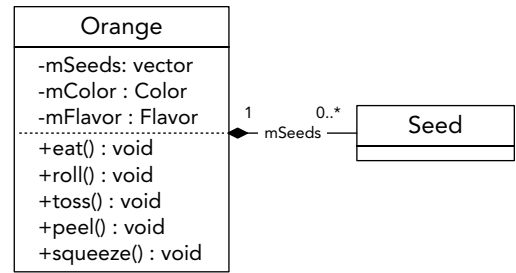 Orange
-mSeeds: vector
-mColor : Color
-mFlavor : Flavor
+eat() : void
+roll() : void
+toss() : void
+peel() : void
+squeeze() : void
1
0..*
mSeeds
Seed